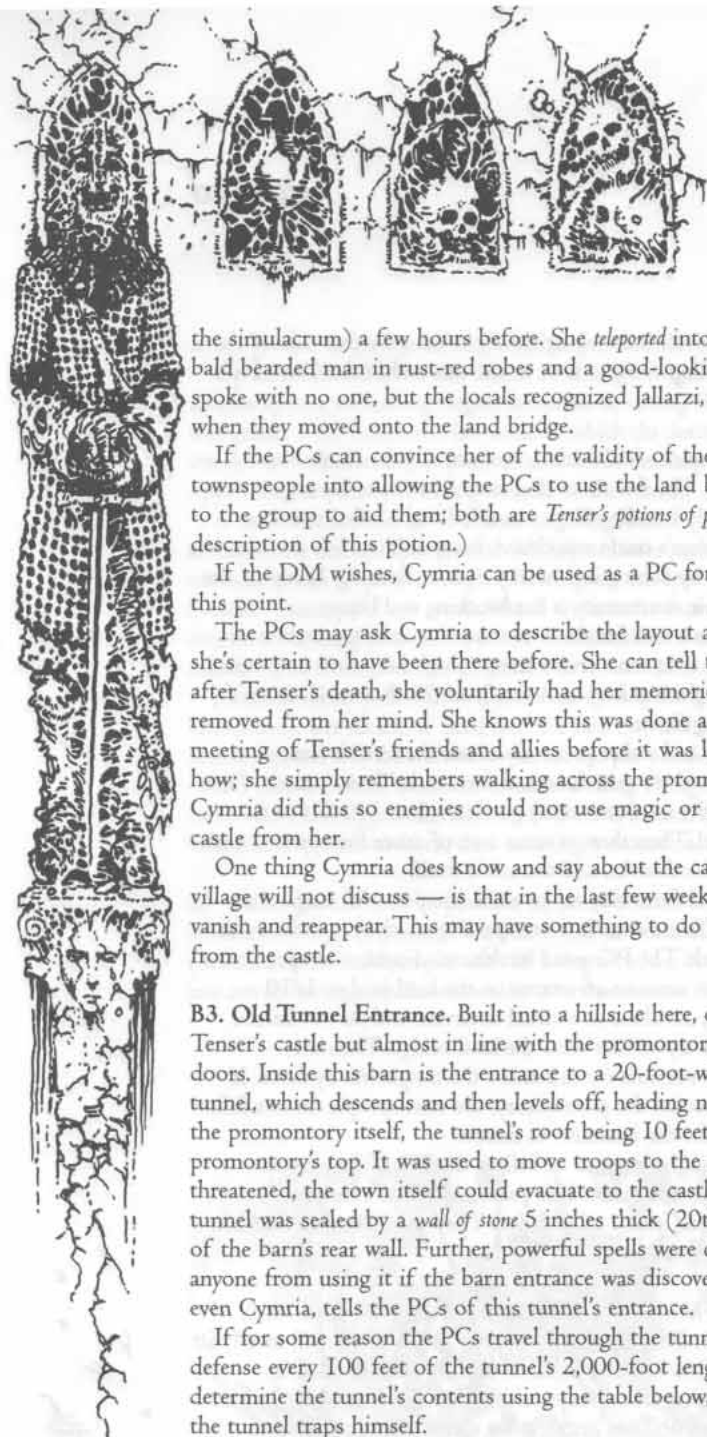 the simulacrum) a few hours before. She teleported into
bald bearded man in rust-red robes and a good-looki
spoke with no one, but the locals recognized Jallarzi,
when they moved onto the land bridge.
If the PCs can convince her of the validity of the
townspeople into allowing the PCs to use the land
to the group to aid them; both are Tenser's potions of
description of this potion.)
If the DM wishes, Cymria can be used as a PC for
this point.
The PCs may ask Cymria to describe the layout a
she's certain to have been there before. She can tell
after Tenser's death, she voluntarily had her memori
removed from her mind. She knows this was done a
meeting of Tenser's friends and allies before it was
how; she simply remembers walking across the prom
Cymria did this so enemies could not use magic or
castle from her.
One thing Cymria does know and say about the ca
village will not discuss — is that in the last few week
vanish and reappear. This may have something to do
from the castle.
B3. Old Tunnel Entrance. Built into a hillside here,
Tenser's castle but almost in line with the promontor
doors. Inside this barn is the entrance to a 20-foot-w
tunnel, which descends and then levels off, heading n
the promontory itself, the tunnel's roof being 10 feet
promontory's top. It was used to move troops to the
threatened, the town itself could evacuate to the castl
tunnel was sealed by a wall of stone 5 inches thick (20t
of the barn's rear wall. Further, powerful spells were
anyone from using it if the barn entrance was discove
even Cymria, tells the PCs of this tunnel's entrance.
If for some reason the PCs travel through the tunn
defense every 100 feet of the tunnel's 2,000-foot leng
determine the tunnel's contents using the table below
the tunnel traps himself.